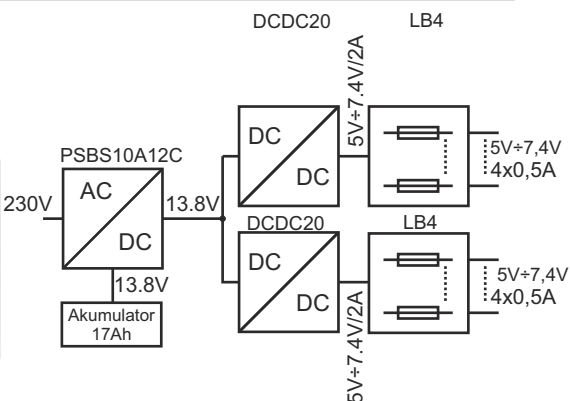 DCDC20
LB4
5V÷7.4V/2A
DC
DC
5V÷7,4V
4x0,5A
PSBS10A12C
230V
AC
DC
13.8V
13.8V
Akumulator
17Ah
DCDC20
LB4
DC
DC
5V÷7.4V/2A
5V÷7,4V
4x0,5A